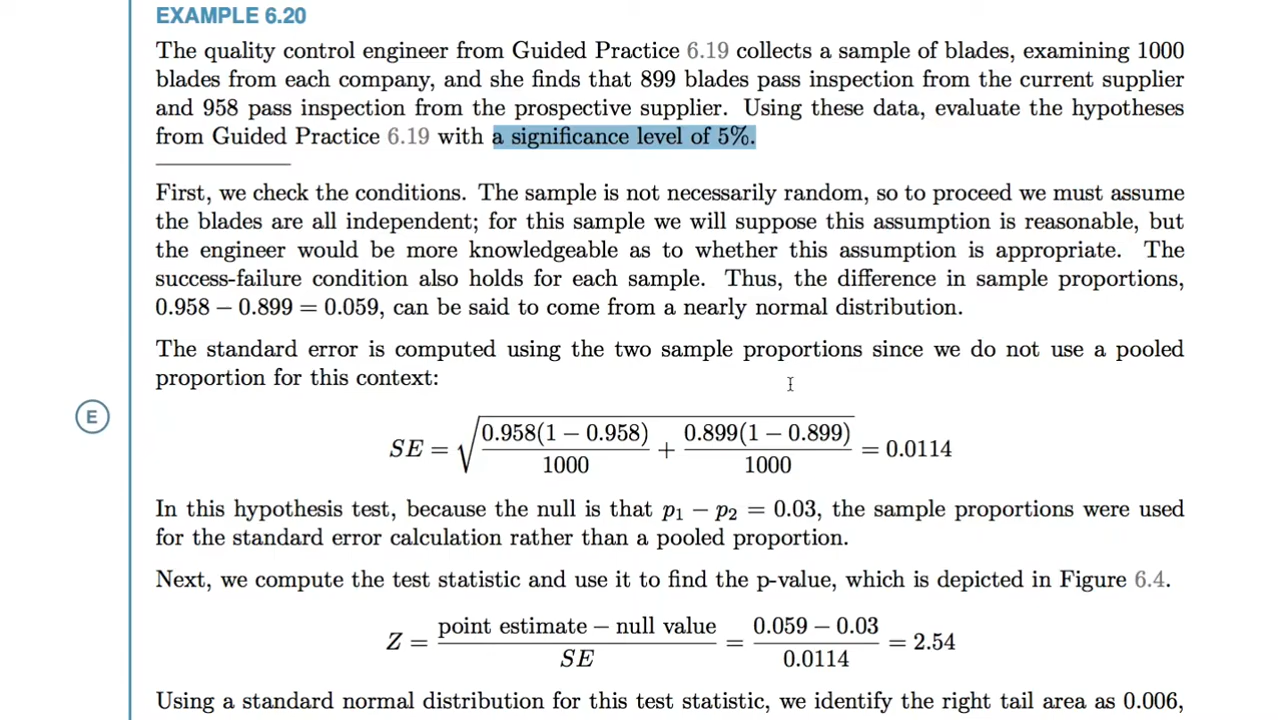 EXAMPLE 6.20
The quality control engineer from Guided Practice 6.19 collects a sample of blades, examining 1000
blades from each company, and she finds that 899 blades pass inspection from the current supplier
and 958 pass inspection from the prospective supplier. Using these data, evaluate the hypotheses
from Guided Practice 6.19 with a significance level of 5%.
First, we check the conditions. The sample is not necessarily random, so to proceed we must assume
the blades are all independent; for this sample we will suppose this assumption is reasonable, but
the engineer would be more knowledgeable as to whether this assumption is appropriate. The
success-failure condition also holds for each sample. Thus, the difference in sample proportions,
0.958 − 0.899 = 0.059, can be said to come from a nearly normal distribution.
The standard error is computed using the two sample proportions since we do not use a pooled
proportion for this context:
E
SE = √(0.958(1 − 0.958)/1000 + 0.899(1 − 0.899)/1000) = 0.0114
In this hypothesis test, because the null is that p₁ − p₂ = 0.03, the sample proportions were used
for the standard error calculation rather than a pooled proportion.
Next, we compute the test statistic and use it to find the p-value, which is depicted in Figure 6.4.
Z = (point estimate − null value)/SE = (0.059 − 0.03)/0.0114 = 2.54
Using a standard normal distribution for this test statistic, we identify the right tail area as 0.006,